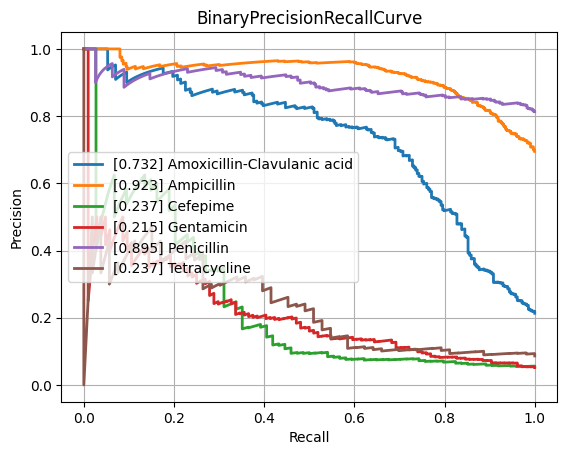 BinaryPrecisionRecallCurve
Precision
1.0
0.8
0.6
0.4
0.2
0.0
[0.732] Amoxicillin-Clavulanic acid
[0.923] Ampicillin
[0.237] Cefepime
[0.215] Gentamicin
[0.895] Penicillin
[0.237] Tetracycline
0.0 0.2 0.4 0.6 0.8 1.0
Recall